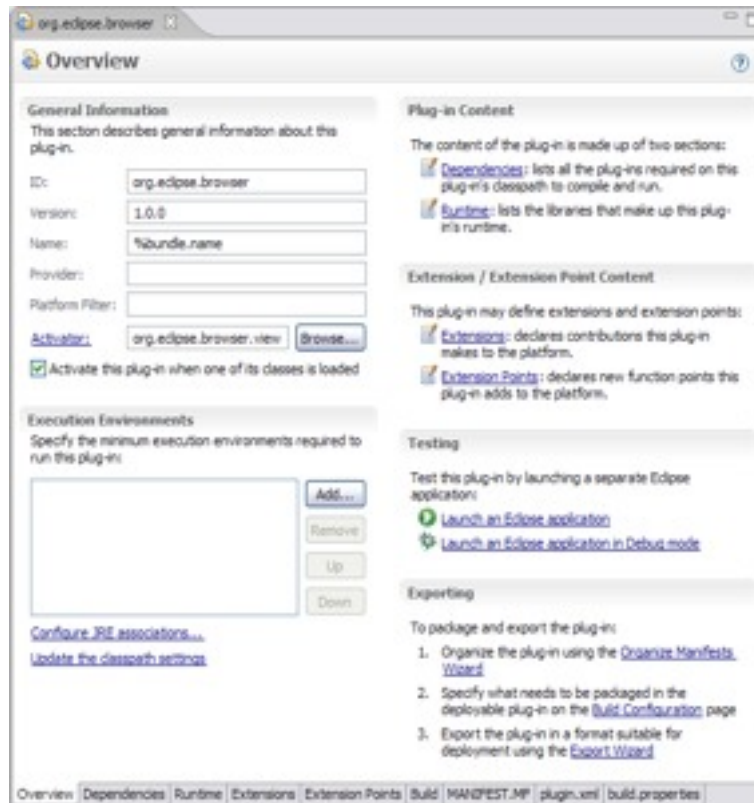 org.eclipse.browser
Overview
General Information
This section describes general information about this
plug-in.
ID: org.eclipse.browser
Version: 1.0.0
Name: %bundle.name
Provider:
Platform Filter:
Activator: org.eclipse.browser.view Browse...
Activate this plug-in when one of its classes is loaded
Execution Environments
Specify the minimum execution environments required to
run this plug-in:
Add...
Remove
Up
Down
Configure JRE associations...
Update the classpath settings
Plug-in Content
The content of the plug-in is made up of two sections:
Dependencies: lists all the plug-ins required on this
plug-in's classpath to compile and run.
Runtime: lists the libraries that make up this plug-
in's runtime.
Extension / Extension Point Content
This plug-in may define extensions and extension points:
Extensions: declares contributions this plug-in
makes to the platform.
Extension Points: declares new function points this
plug-in adds to the platform.
Testing
Test this plug-in by launching a separate Eclipse
application:
Launch an Eclipse application
Launch an Eclipse application in Debug mode
Exporting
To package and export the plug-in:
1. Organize the plug-in using the Organize Manifests
Wizard
2. Specify what needs to be packaged in the
deployable plug-in on the Build Configuration page
3. Export the plug-in in a format suitable for
deployment using the Export Wizard
Overview Dependencies Runtime Extensions Extension Points Build MANIFEST.MF plugin.xml build.properties